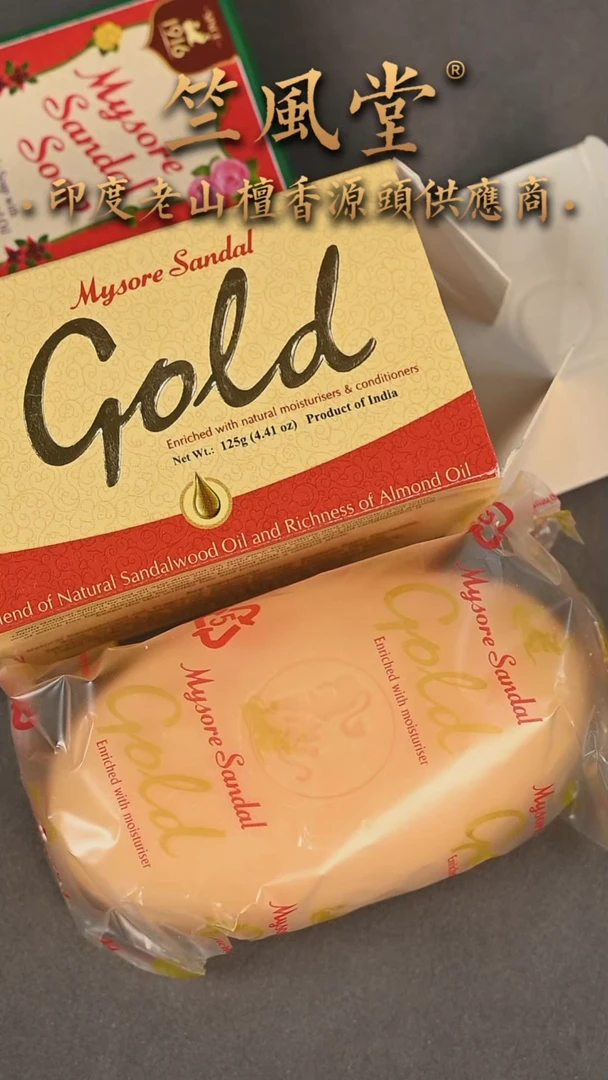 竺風堂®
·印度老山檀香源頭供應商·
SINCE
1916
Mysore
Sandal
Soap
Mysore Sandal
Gold
Enriched with natural moisturisers & conditioners
Net Wt.: 125g (4.41 oz) Product of India
lend of Natural Sandalwood Oil and Richness of Almond Oil
Mysore Sandal
Gold
Enriched with moisturiser
Mysore Sandal
Gold
Enriched with moisturiser